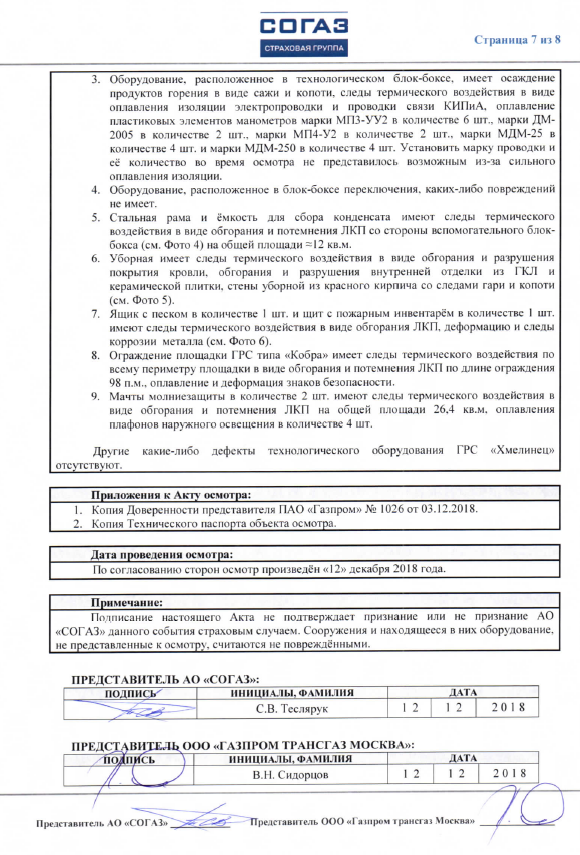 СОГАЗ
СТРАХОВАЯ ГРУППА
Страница 7 из 8
3. Оборудование, расположенное в технологическом блок-боксе, имеет осаждение
продуктов горения в виде сажи и копоти, следы термического воздействия в виде
оплавления изоляции электропроводки и проводки связи КИПиА, оплавление
пластиковых элементов манометров марки МП3-УУ2 в количестве 6 шт., марки ДМ-
2005 в количестве 2 шт., марки МП4-У2 в количестве 2 шт., марки МДМ-25 в
количестве 4 шт. и марки МДМ-250 в количестве 4 шт. Установить марку проводки и
её количество во время осмотра не представилось возможным из-за сильного
оплавления изоляции.
4. Оборудование, расположенное в блок-боксе переключения, каких-либо повреждений
не имеет.
5. Стальная рама и ёмкость для сбора конденсата имеют следы термического
воздействия в виде обгорания и потемнения ЛКП со стороны вспомогательного блок-
бокса (см. Фото 4) на общей площади ≈12 кв.м.
6. Уборная имеет следы термического воздействия в виде обгорания и разрушения
покрытия кровли, обгорания и разрушения внутренней отделки из ГКЛ и
керамической плитки, стены уборной из красного кирпича со следами гари и копоти
(см. Фото 5).
7. Ящик с песком в количестве 1 шт. и щит с пожарным инвентарём в количестве 1 шт.
имеют следы термического воздействия в виде обгорания ЛКП, деформацию и следы
коррозии металла (см. Фото 6).
8. Ограждение площадки ГРС типа «Кобра» имеет следы термического воздействия по
всему периметру площадки в виде обгорания и потемнения ЛКП по длине ограждения
98 п.м., оплавление и деформация знаков безопасности.
9. Мачты молниезащиты в количестве 2 шт. имеют следы термического воздействия в
виде обгорания и потемнения ЛКП на общей площади 26,4 кв.м, оплавления
плафонов наружного освещения в количестве 4 шт.
Другие какие-либо дефекты технологического оборудования ГРС «Хмелинец»
отсутствуют.
Приложения к Акту осмотра:
1. Копия Доверенности представителя ПАО «Газпром» № 1026 от 03.12.2018.
2. Копия Технического паспорта объекта осмотра.
Дата проведения осмотра:
По согласованию сторон осмотр произведён «12» декабря 2018 года.
Примечание:
Подписание настоящего Акта не подтверждает признание или не признание АО
«СОГАЗ» данного события страховым случаем. Сооружения и находящееся в них оборудование,
не представленные к осмотру, считаются не повреждёнными.
ПРЕДСТАВИТЕЛЬ АО «СОГАЗ»:
ПОДПИСЬ ИНИЦИАЛЫ, ФАМИЛИЯ ДАТА
С.В. Теслярук 1 2 1 2 2 0 1 8
ПРЕДСТАВИТЕЛЬ ООО «ГАЗПРОМ ТРАНСГАЗ МОСКВА»:
ПОДПИСЬ ИНИЦИАЛЫ, ФАМИЛИЯ ДАТА
В.Н. Сидорцов 1 2 1 2 2 0 1 8
Представитель АО «СОГАЗ» Представитель ООО «Газпром трансгаз Москва»